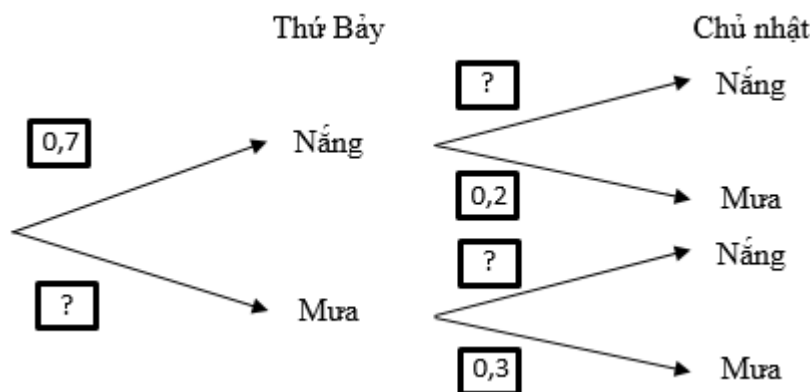 Thứ Bảy Chủ nhật
? Nắng
0,7 Nắng
0,2 Mưa
? Nắng
? Mưa
0,3 Mưa